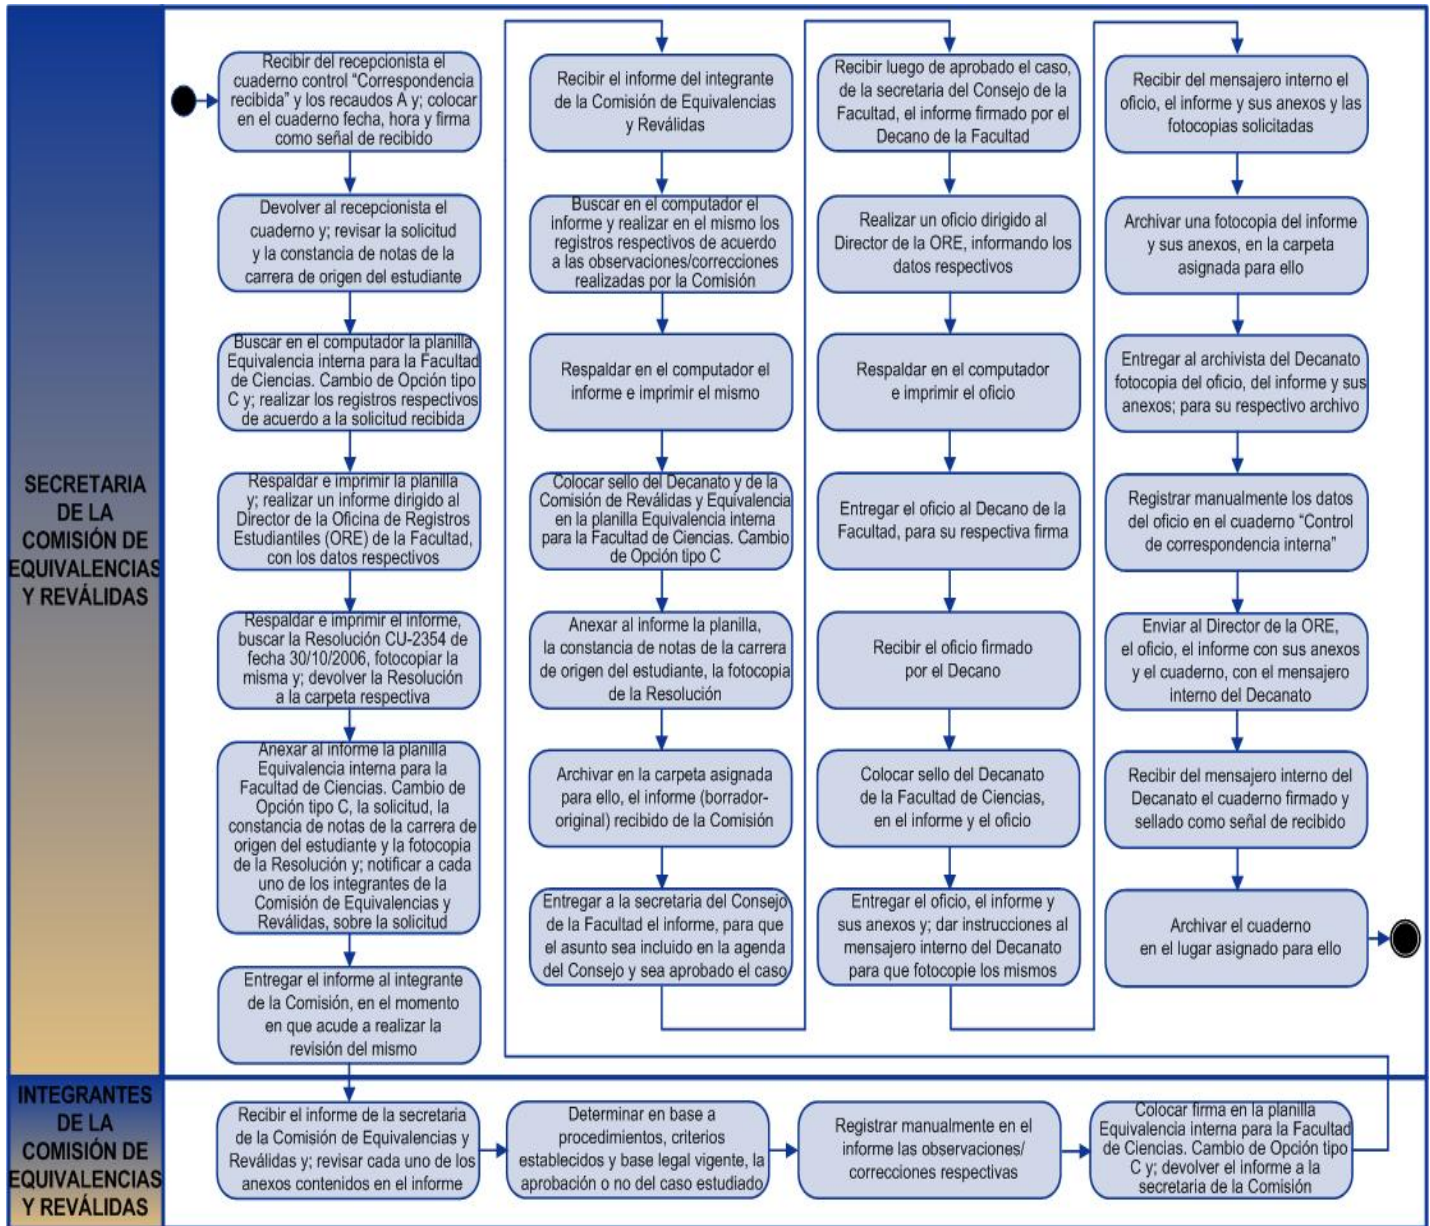 SECRETARIA
DE LA
COMISIÓN DE
EQUIVALENCIAS
Y REVÁLIDAS
Recibir del recepcionista el
cuaderno control “Correspondencia
recibida” y los recaudos A y; colocar
en el cuaderno fecha, hora y firma
como señal de recibido
Devolver al recepcionista el
cuaderno y; revisar la solicitud
y la constancia de notas de la
carrera de origen del estudiante
Buscar en el computador la planilla
Equivalencia interna para la Facultad
de Ciencias. Cambio de Opción tipo
C y; realizar los registros respectivos
de acuerdo a la solicitud recibida
Respaldar e imprimir la planilla
y; realizar un informe dirigido al
Director de la Oficina de Registros
Estudiantiles (ORE) de la Facultad,
con los datos respectivos
Respaldar e imprimir el informe,
buscar la Resolución CU-2354 de
fecha 30/10/2006, fotocopiar la
misma y; devolver la Resolución
a la carpeta respectiva
Anexar al informe la planilla
Equivalencia interna para la
Facultad de Ciencias. Cambio de
Opción tipo C, la solicitud, la
constancia de notas de la carrera de
origen del estudiante y la fotocopia
de la Resolución y; notificar a cada
uno de los integrantes de la
Comisión de Equivalencias y
Reválidas, sobre la solicitud
Entregar el informe al integrante
de la Comisión, en el momento
en que acude a realizar la
revisión del mismo
Recibir el informe del integrante
de la Comisión de Equivalencias
y Reválidas
Buscar en el computador el
informe y realizar en el mismo los
registros respectivos de acuerdo
a las observaciones/correcciones
realizadas por la Comisión
Respaldar en el computador el
informe e imprimir el mismo
Colocar sello del Decanato y de la
Comisión de Reválidas y Equivalencia
en la planilla Equivalencia interna
para la Facultad de Ciencias. Cambio
de Opción tipo C
Anexar al informe la planilla,
la constancia de notas de la carrera
de origen del estudiante, la fotocopia
de la Resolución
Archivar en la carpeta asignada
para ello, el informe (borrador-
original) recibido de la Comisión
Entregar a la secretaria del Consejo
de la Facultad el informe, para que
el asunto sea incluido en la agenda
del Consejo y sea aprobado el caso
Recibir luego de aprobado el caso,
de la secretaria del Consejo de la
Facultad, el informe firmado por el
Decano de la Facultad
Realizar un oficio dirigido al
Director de la ORE, informando los
datos respectivos
Respaldar en el computador
e imprimir el oficio
Entregar el oficio al Decano de la
Facultad, para su respectiva firma
Recibir el oficio firmado
por el Decano
Colocar sello del Decanato
de la Facultad de Ciencias,
en el informe y el oficio
Entregar el oficio, el informe y
sus anexos y; dar instrucciones al
mensajero interno del Decanato
para que fotocopie los mismos
Recibir del mensajero interno el
oficio, el informe y sus anexos y las
fotocopias solicitadas
Archivar una fotocopia del informe
y sus anexos, en la carpeta
asignada para ello
Entregar al archivista del Decanato
fotocopia del oficio, del informe y sus
anexos; para su respectivo archivo
Registrar manualmente los datos
del oficio en el cuaderno “Control
de correspondencia interna”
Enviar al Director de la ORE,
el oficio, el informe con sus anexos
y el cuaderno, con el mensajero
interno del Decanato
Recibir del mensajero interno del
Decanato el cuaderno firmado y
sellado como señal de recibido
Archivar el cuaderno
en el lugar asignado para ello
INTEGRANTES
DE LA
COMISIÓN DE
EQUIVALENCIAS
Y REVÁLIDAS
Recibir el informe de la secretaria
de la Comisión de Equivalencias y
Reválidas y; revisar cada uno de los
anexos contenidos en el informe
Determinar en base a
procedimientos, criterios
establecidos y base legal vigente, la
aprobación o no del caso estudiado
Registrar manualmente en el
informe las observaciones/
correcciones respectivas
Colocar firma en la planilla
Equivalencia interna para la Facultad
de Ciencias. Cambio de Opción tipo
C y; devolver el informe a la
secretaria de la Comisión